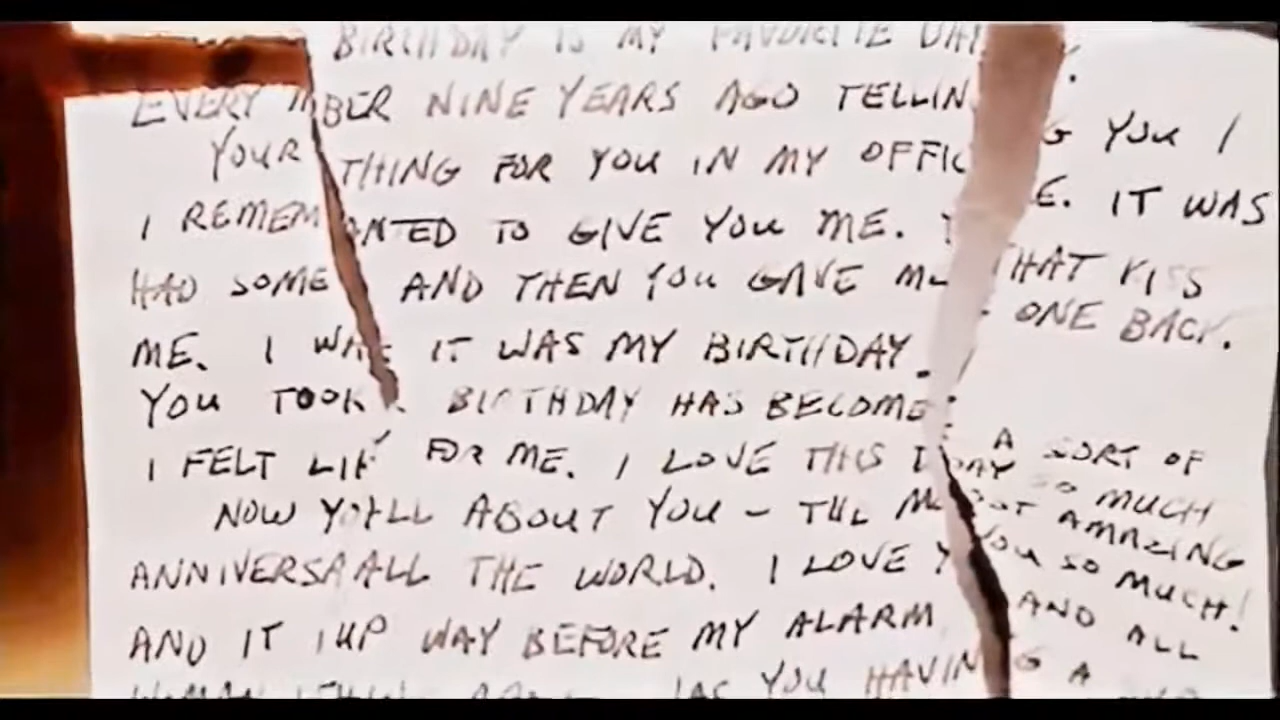 BIRTHDAY IS MY FAVORITE DAY
EVERY MBER NINE YEARS AGO TELLIN G YOU I
YOUR THING FOR YOU IN MY OFFIC E. IT WAS
I REMEM ANTED TO GIVE YOU ME. T THAT KISS
HAD SOME AND THEN YOU GAVE ME ONE BACK.
ME. I WA IT WAS MY BIRTHDAY.
YOU TOOK BIRTHDAY HAS BECOME A SORT OF
I FELT LIK FOR ME. I LOVE THIS DAY SO MUCH
NOW Y ALL ABOUT YOU - THE MOST AMAZING
ANNIVERSA ALL THE WORLD. I LOVE YOU SO MUCH!
AND IT I UP WAY BEFORE MY ALARM AND ALL
WOMAN YOU HAVING A